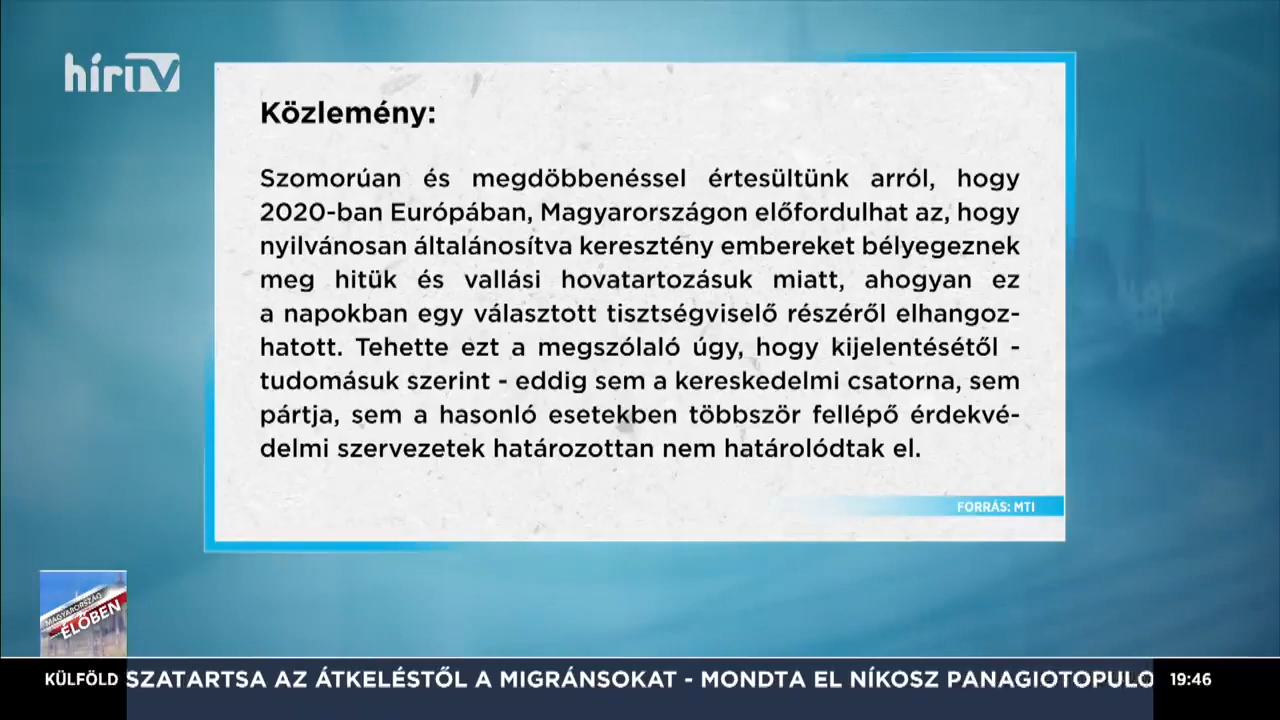 hírTV
Közlemény:
Szomorúan és megdöbbenéssel értesültünk arról, hogy
2020-ban Európában, Magyarországon előfordulhat az, hogy
nyilvánosan általánosítva keresztény embereket bélyegeznek
meg hitük és vallási hovatartozásuk miatt, ahogyan ez
a napokban egy választott tisztségviselő részéről elhangoz-
hatott. Tehette ezt a megszólaló úgy, hogy kijelentésétől -
tudomásuk szerint - eddig sem a kereskedelmi csatorna, sem
pártja, sem a hasonló esetekben többször fellépő érdekvé-
delmi szervezetek határozottan nem határolódtak el.
FORRÁS: MTI
MAGYARORSZÁG
ÉLŐBEN
KÜLFÖLD SZATARTSA AZ ÁTKELÉSTŐL A MIGRÁNSOKAT - MONDTA EL NÍKOSZ PANAGIOTOPULO 19:46